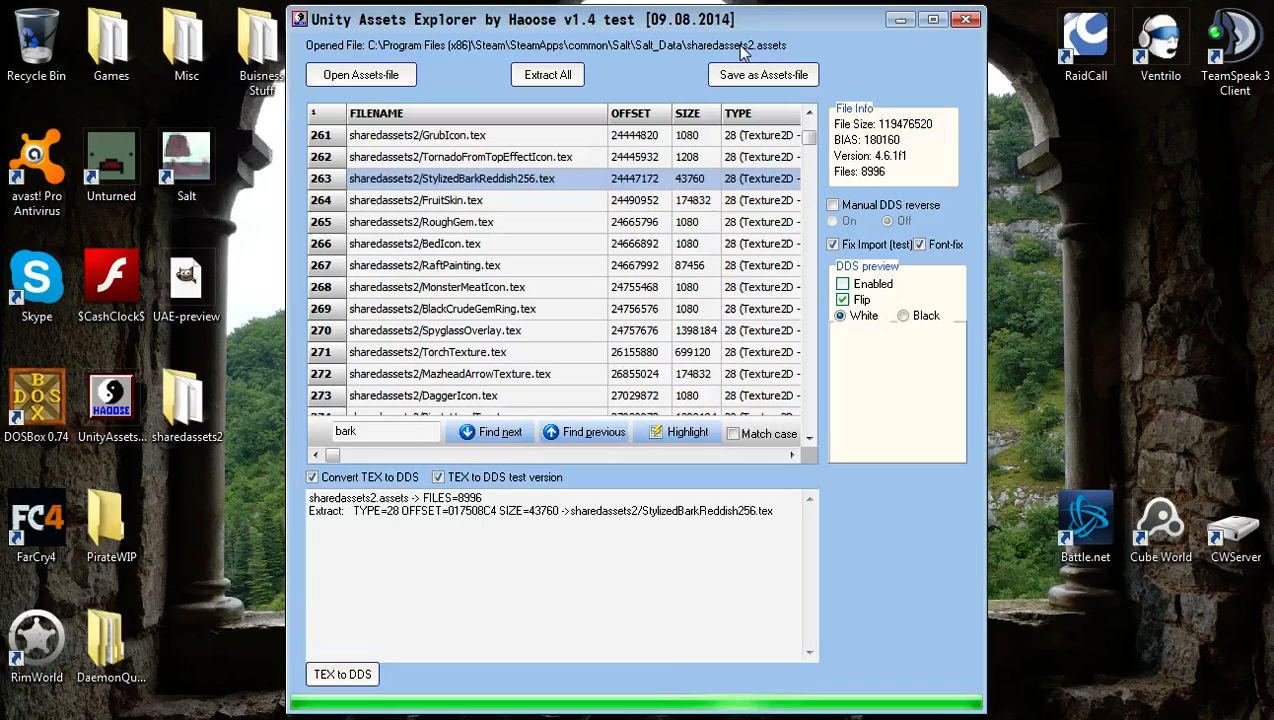 Unity Assets Explorer by Haoose v1.4 test [09.08.2014]
Opened File: C:\Program Files (x86)\Steam\SteamApps\common\Salt\Salt_Data\sharedassets2.assets
Open Assets-file
Extract All
Save as Assets-file
FILENAME OFFSET SIZE TYPE
261 sharedassets2/GrubIcon.tex 24444820 1080 28 (Texture2D -
262 sharedassets2/TornadoFromTopEffectIcon.tex 24445932 1208 28 (Texture2D -
263 sharedassets2/StylizedBarkReddish256.tex 24447172 43760 28 (Texture2D -
264 sharedassets2/FruitSkin.tex 24490952 174832 28 (Texture2D -
265 sharedassets2/RoughGem.tex 24665796 1080 28 (Texture2D -
266 sharedassets2/BedIcon.tex 24666892 1080 28 (Texture2D -
267 sharedassets2/RaftPainting.tex 24667992 87456 28 (Texture2D -
268 sharedassets2/MonsterMeatIcon.tex 24755468 1080 28 (Texture2D -
269 sharedassets2/BlackCrudeGemRing.tex 24756576 1080 28 (Texture2D -
270 sharedassets2/SpyglassOverlay.tex 24757676 1398184 28 (Texture2D -
271 sharedassets2/TorchTexture.tex 26155880 699120 28 (Texture2D -
272 sharedassets2/MazheadArrowTexture.tex 26855024 174832 28 (Texture2D -
273 sharedassets2/DaggerIcon.tex 27029872 1080 28 (Texture2D -
bark
Find next
Find previous
Highlight
Match case
Convert TEX to DDS
TEX to DDS test version
sharedassets2.assets -> FILES=8996
Extract: TYPE=28 OFFSET=017508C4 SIZE=43760 ->sharedassets2/StylizedBarkReddish256.tex
TEX to DDS
File Info
File Size: 119476520
BIAS: 180160
Version: 4.6.1f1
Files: 8996
Manual DDS reverse
On Off
Fix Import (test) Font-fix
DDS preview
Enabled
Flip
White Black
Recycle Bin
Games
Misc
Buisness
Stuff
avast! Pro
Antivirus
Unturned
Salt
Skype
$CashClock$
UAE-preview
DOSBox 0.74
UnityAssets...
sharedassets2
FarCry4
PirateWIP
RimWorld
DaemonQu...
RaidCall
Ventrilo
TeamSpeak 3
Client
Battle.net
Cube World
CWServer
DOS
BOX
HAOOSE
FC4